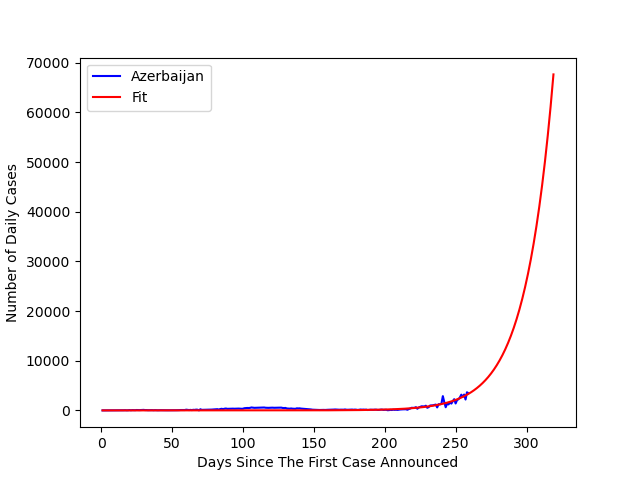 Azerbaijan
Fit
70000
60000
50000
40000
30000
20000
10000
0
Number of Daily Cases
0 50 100 150 200 250 300
Days Since The First Case Announced